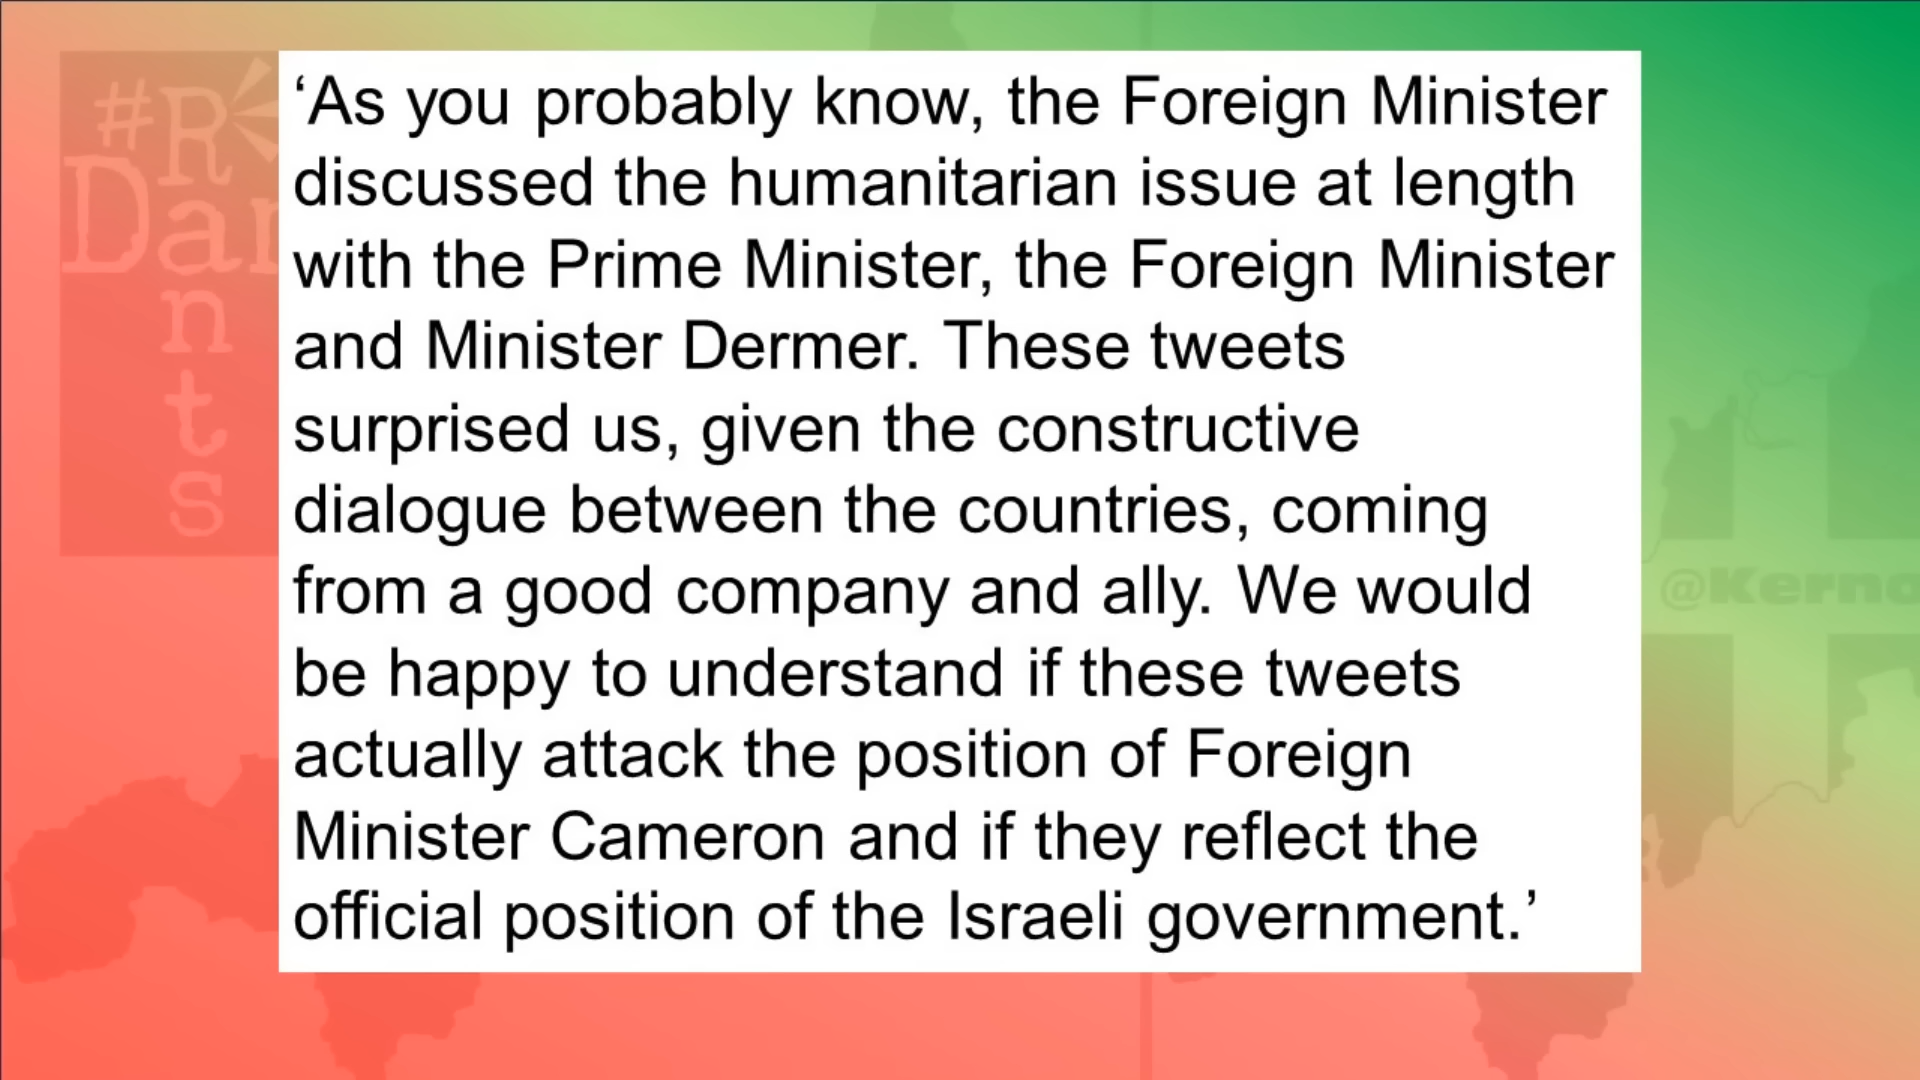 #R
Dan
n
t
s
‘As you probably know, the Foreign Minister
discussed the humanitarian issue at length
with the Prime Minister, the Foreign Minister
and Minister Dermer. These tweets
surprised us, given the constructive
dialogue between the countries, coming
from a good company and ally. We would
be happy to understand if these tweets
actually attack the position of Foreign
Minister Cameron and if they reflect the
official position of the Israeli government.’
@Kerno